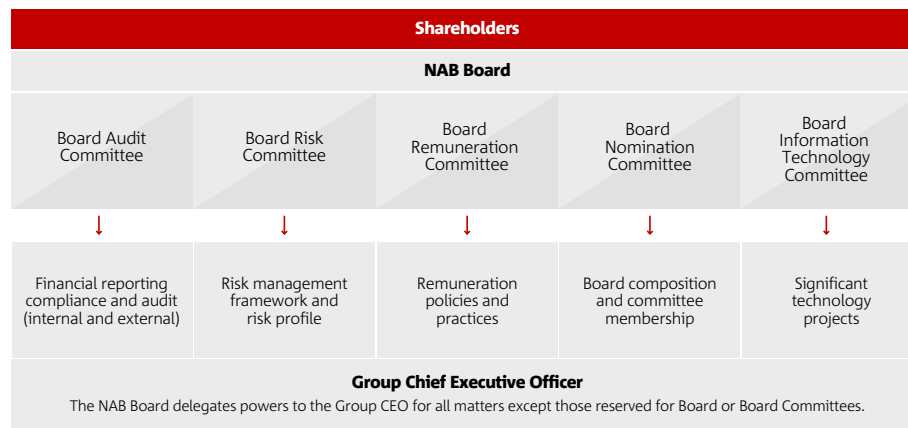 Shareholders
NAB Board
Board Audit
Committee
Board Risk
Committee
Board
Remuneration
Committee
Board
Nomination
Committee
Board
Information
Technology
Committee
↓ ↓ ↓ ↓ ↓
Financial reporting
compliance and audit
(internal and external)
Risk management
framework and
risk profile
Remuneration
policies and
practices
Board composition
and committee
membership
Significant
technology
projects
Group Chief Executive Officer
The NAB Board delegates powers to the Group CEO for all matters except those reserved for Board or Board Committees.